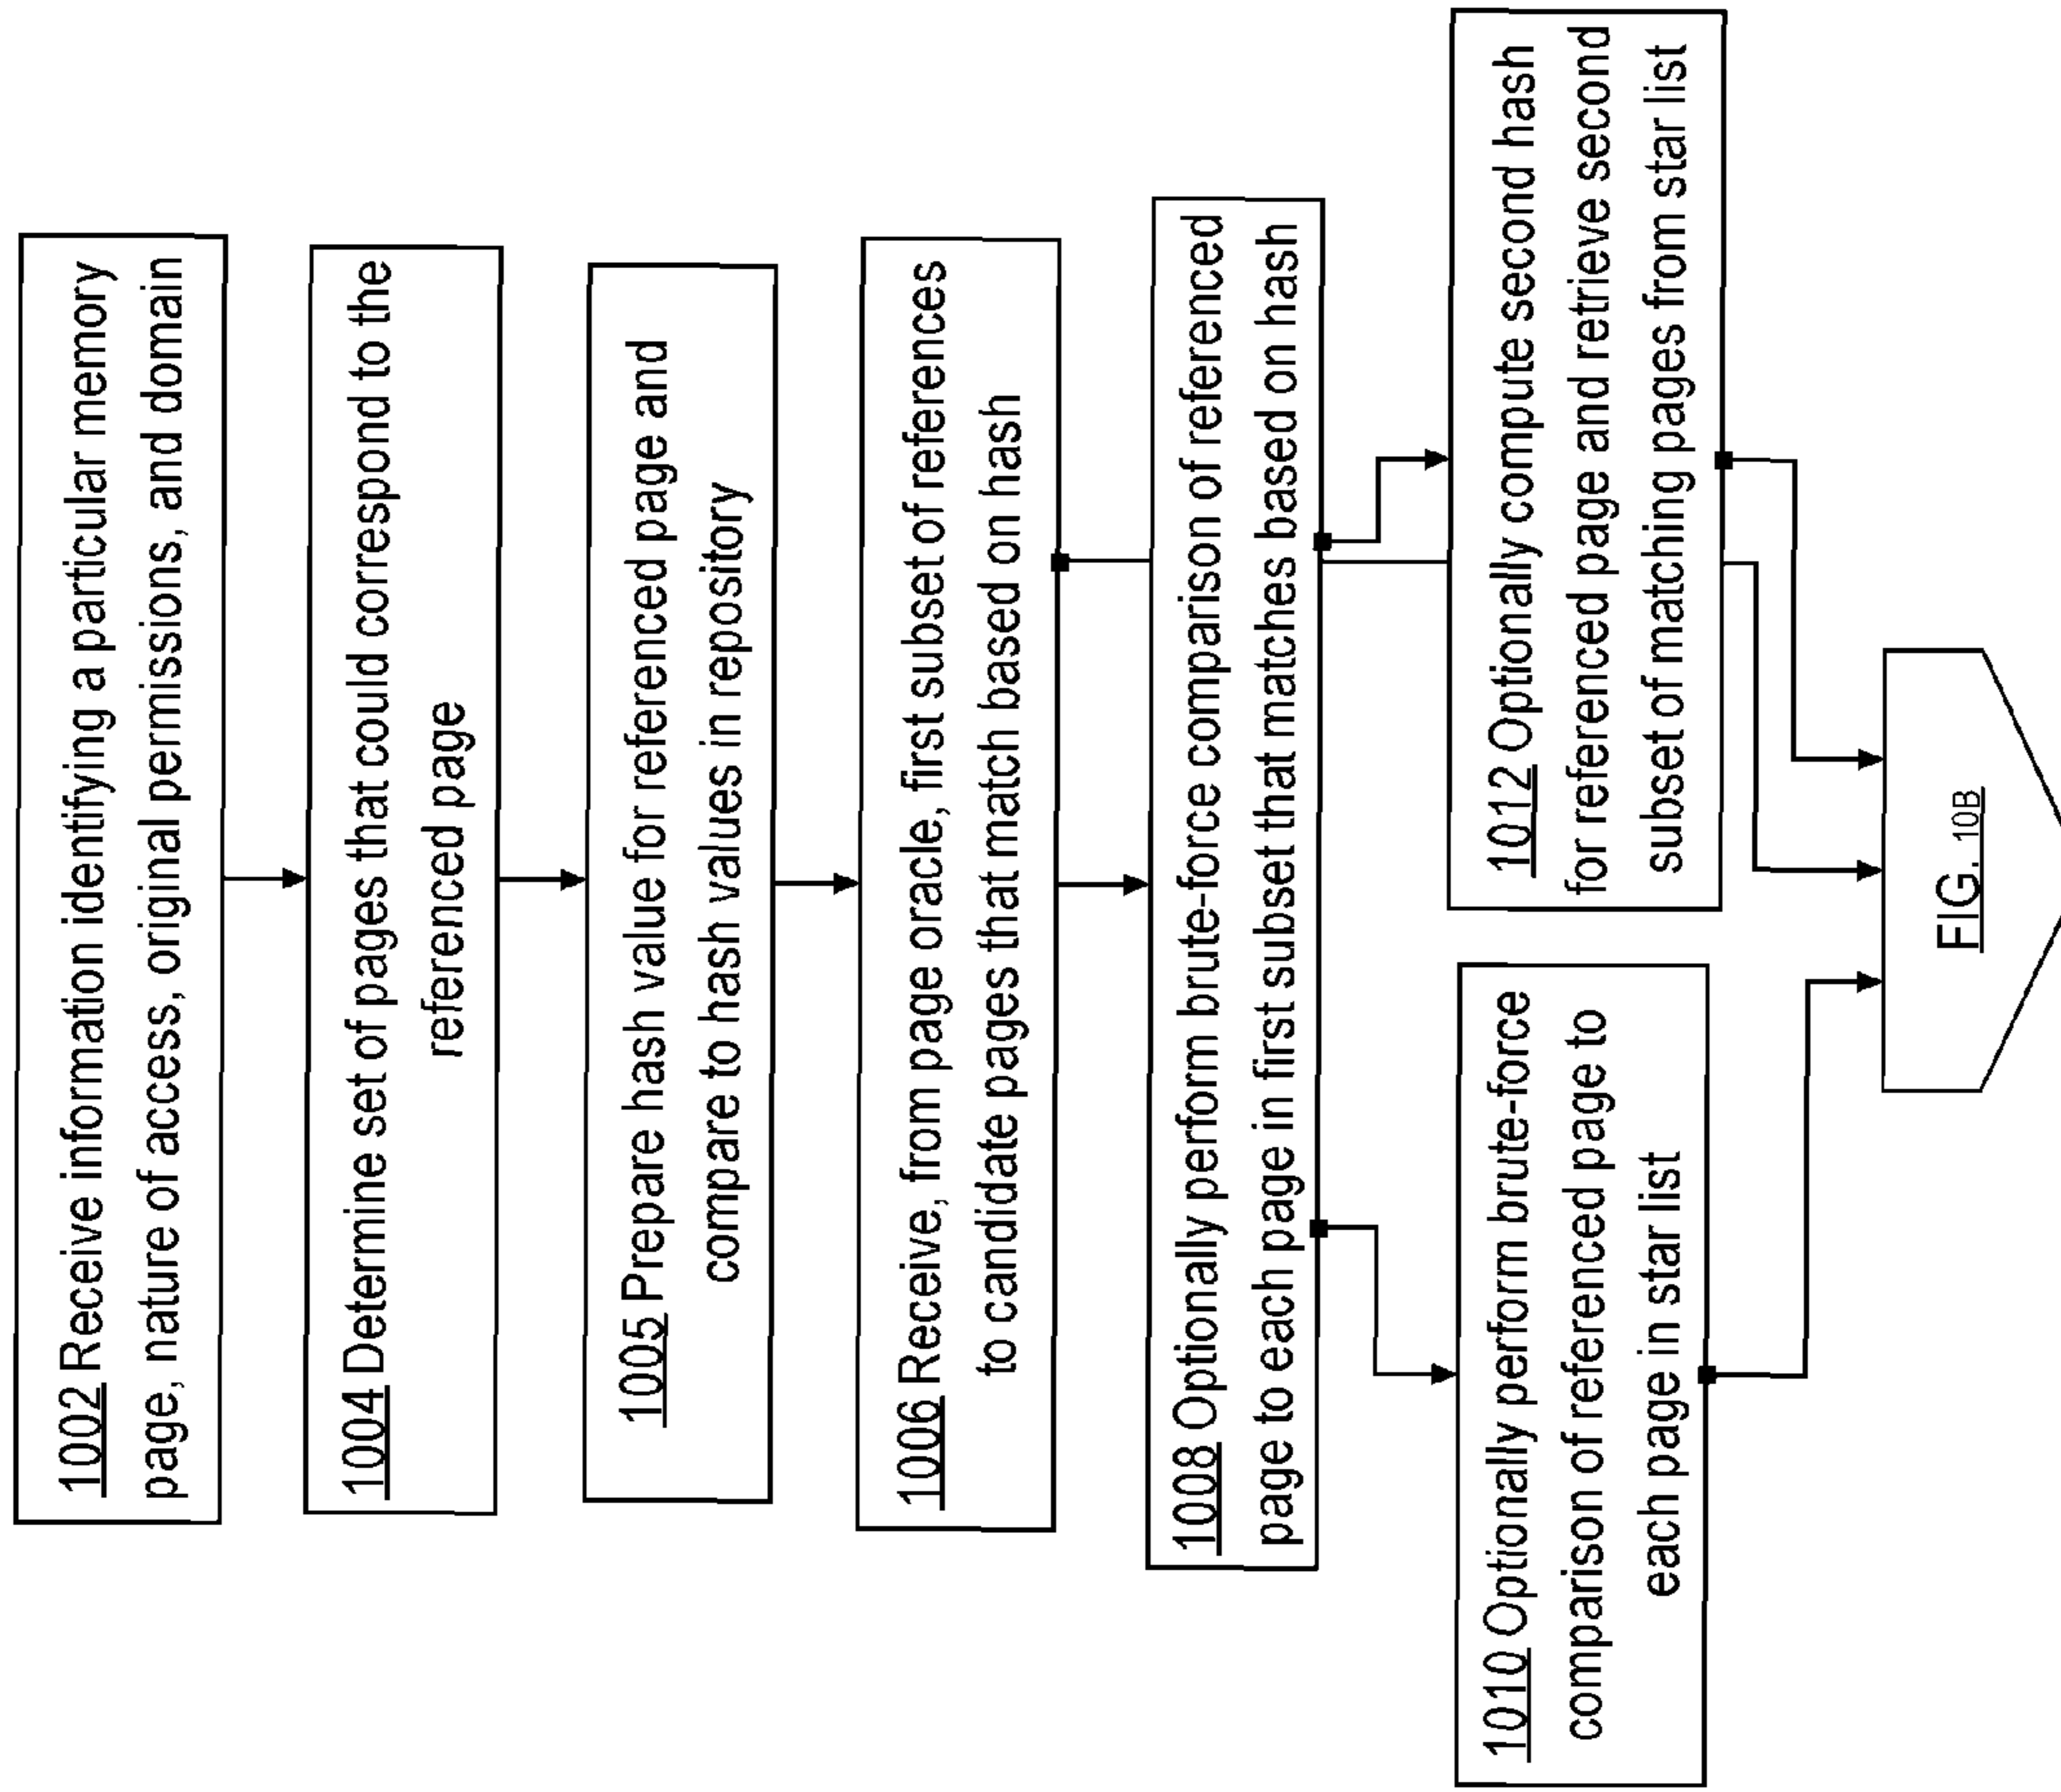 1002 Receive information identifying a particular memory
page, nature of access, original permissions, and domain
1004 Determine set of pages that could correspond to the
referenced page
1005 Prepare hash value for referenced page and
compare to hash values in repository
1006 Receive, from page oracle, first subset of references
to candidate pages that match based on hash
1008 Optionally perform brute-force comparison of referenced
page to each page in first subset that matches based on hash
1010 Optionally perform brute-force
comparison of referenced page to
each page in star list
1012 Optionally compute second hash
for referenced page and retrieve second
subset of matching pages from star list
FIG. 10B